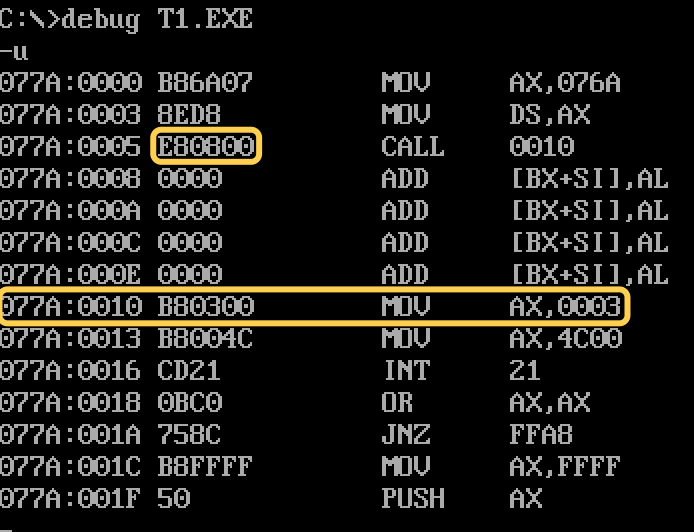 C:\>debug T1.EXE
-u
077A:0000 B86A07 MOV AX,076A
077A:0003 8ED8 MOV DS,AX
077A:0005 E80800 CALL 0010
077A:0008 0000 ADD [BX+SI],AL
077A:000A 0000 ADD [BX+SI],AL
077A:000C 0000 ADD [BX+SI],AL
077A:000E 0000 ADD [BX+SI],AL
077A:0010 B80300 MOV AX,0003
077A:0013 B8004C MOV AX,4C00
077A:0016 CD21 INT 21
077A:0018 0BC0 OR AX,AX
077A:001A 758C JNZ FFA8
077A:001C B8FFFF MOV AX,FFFF
077A:001F 50 PUSH AX